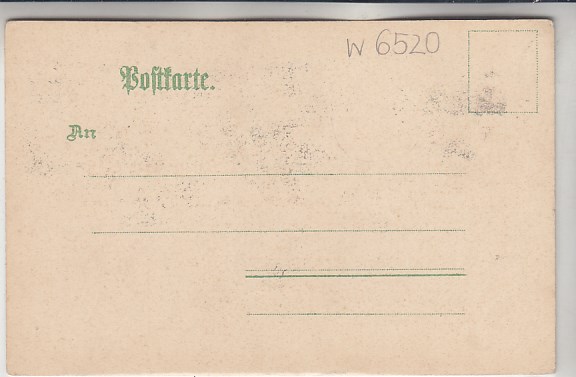 W 6520
Postkarte.
An